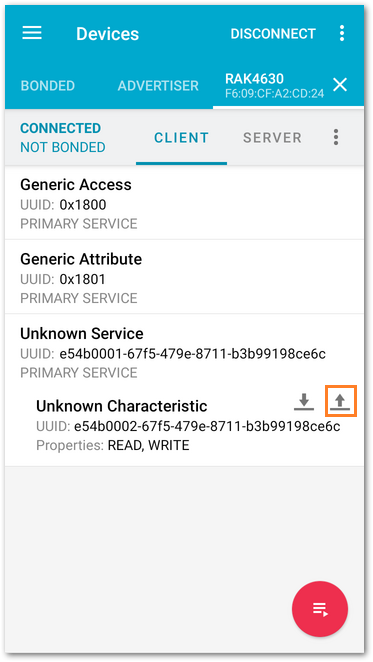 Devices
DISCONNECT
BONDED
ADVERTISER
RAK4630
F6:09:CF:A2:CD:24
CONNECTED
NOT BONDED
CLIENT
SERVER
Generic Access
UUID: 0x1800
PRIMARY SERVICE
Generic Attribute
UUID: 0x1801
PRIMARY SERVICE
Unknown Service
UUID: e54b0001-67f5-479e-8711-b3b99198ce6c
PRIMARY SERVICE
Unknown Characteristic
UUID: e54b0002-67f5-479e-8711-b3b99198ce6c
Properties: READ, WRITE